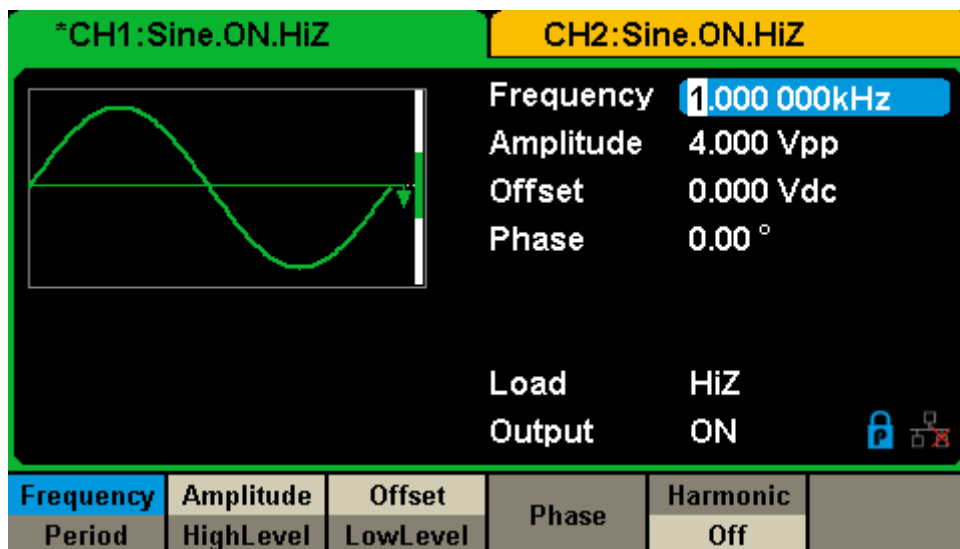 *CH1:Sine.ON.HiZ CH2:Sine.ON.HiZ
Frequency 1.000 000kHz
Amplitude 4.000 Vpp
Offset 0.000 Vdc
Phase 0.00 °
Load HiZ
Output ON P
Frequency Amplitude Offset Phase Harmonic
Period HighLevel LowLevel Off